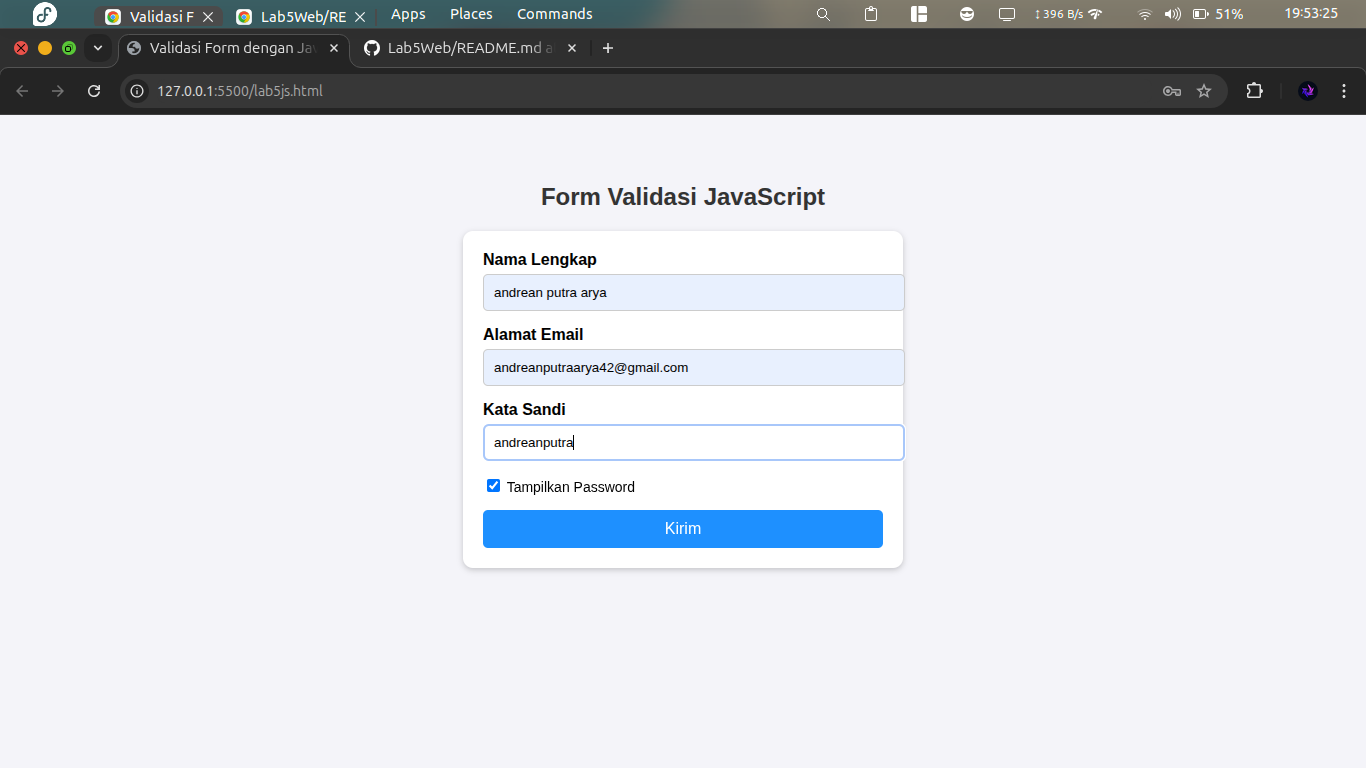 Validasi F
Lab5Web/RE
Apps
Places
Commands
396 B/s
51%
19:53:25
Validasi Form dengan Jav
Lab5Web/README.md a
127.0.0.1:5500/lab5js.html
Form Validasi JavaScript
Nama Lengkap
andrean putra arya
Alamat Email
andreanputraarya42@gmail.com
Kata Sandi
andreanputra
Tampilkan Password
Kirim